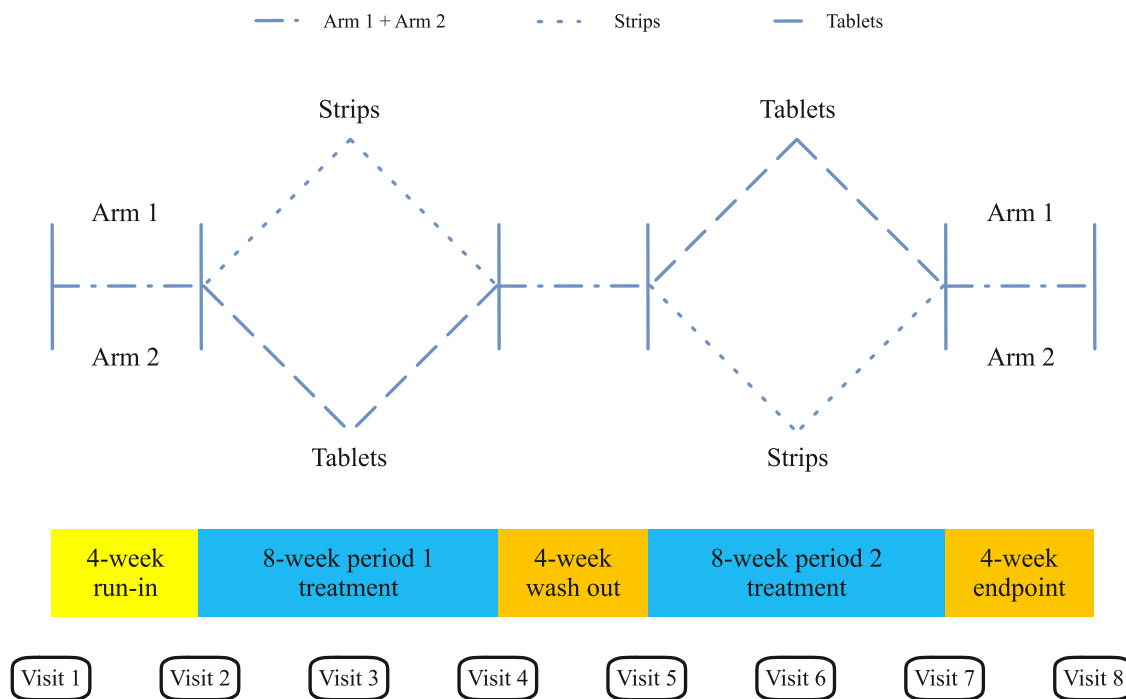 Arm 1 + Arm 2
Strips
Tablets
Strips
Tablets
Arm 1
Arm 1
Arm 2
Arm 2
Tablets
Strips
4-week
run-in
8-week period 1
treatment
4-week
wash out
8-week period 2
treatment
4-week
endpoint
Visit 1
Visit 2
Visit 3
Visit 4
Visit 5
Visit 6
Visit 7
Visit 8